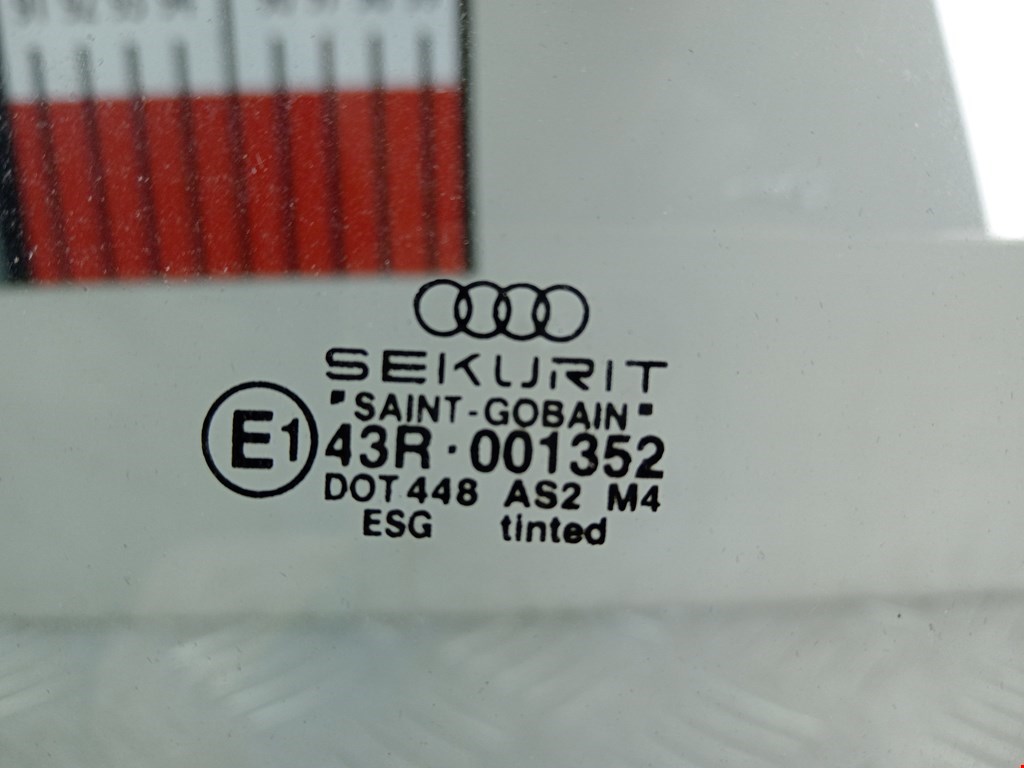 SEKURIT
"SAINT-GOBAIN"
E1 43R·001352
DOT 448 AS2 M4
ESG tinted